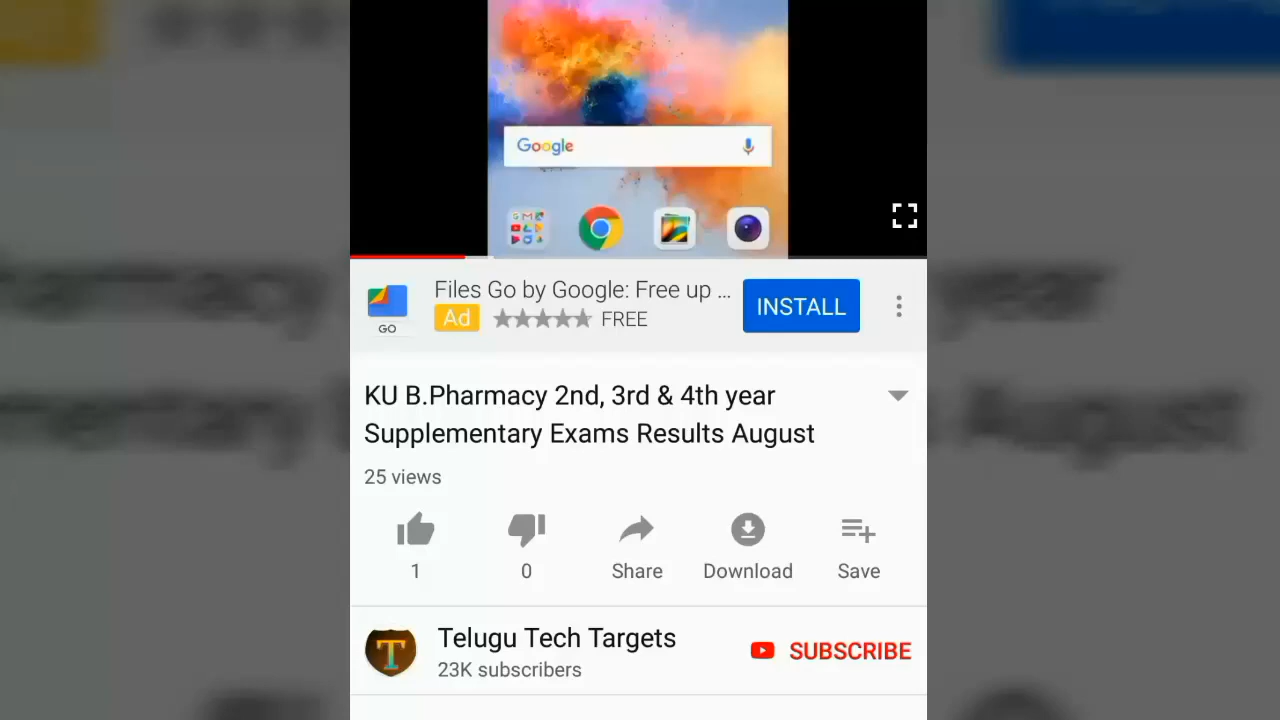 Google
Files Go by Google: Free up ...
GO
Ad
FREE
INSTALL
KU B.Pharmacy 2nd, 3rd & 4th year
Supplementary Exams Results August
25 views
1
0
Share
Download
Save
T
Telugu Tech Targets
23K subscribers
SUBSCRIBE